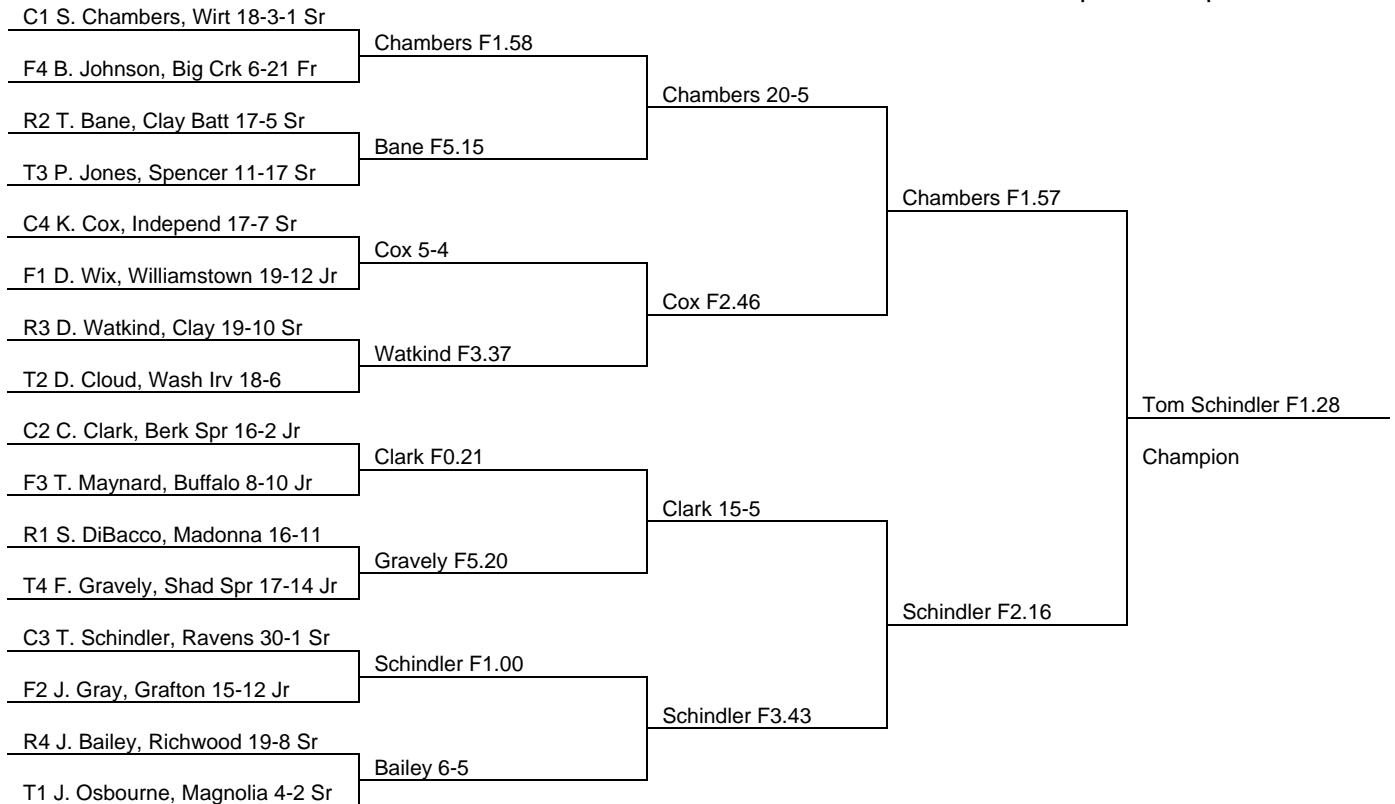 C1 S. Chambers, Wirt 18-3-1 Sr
Chambers F1.58
F4 B. Johnson, Big Crk 6-21 Fr
Chambers 20-5
R2 T. Bane, Clay Batt 17-5 Sr
Bane F5.15
T3 P. Jones, Spencer 11-17 Sr
Chambers F1.57
C4 K. Cox, Independ 17-7 Sr
Cox 5-4
F1 D. Wix, Williamstown 19-12 Jr
Cox F2.46
R3 D. Watkind, Clay 19-10 Sr
Watkind F3.37
T2 D. Cloud, Wash Irv 18-6
Tom Schindler F1.28
C2 C. Clark, Berk Spr 16-2 Jr
Clark F0.21
Champion
F3 T. Maynard, Buffalo 8-10 Jr
Clark 15-5
R1 S. DiBacco, Madonna 16-11
Gravely F5.20
T4 F. Gravely, Shad Spr 17-14 Jr
Schindler F2.16
C3 T. Schindler, Ravens 30-1 Sr
Schindler F1.00
F2 J. Gray, Grafton 15-12 Jr
Schindler F3.43
R4 J. Bailey, Richwood 19-8 Sr
Bailey 6-5
T1 J. Osbourne, Magnolia 4-2 Sr